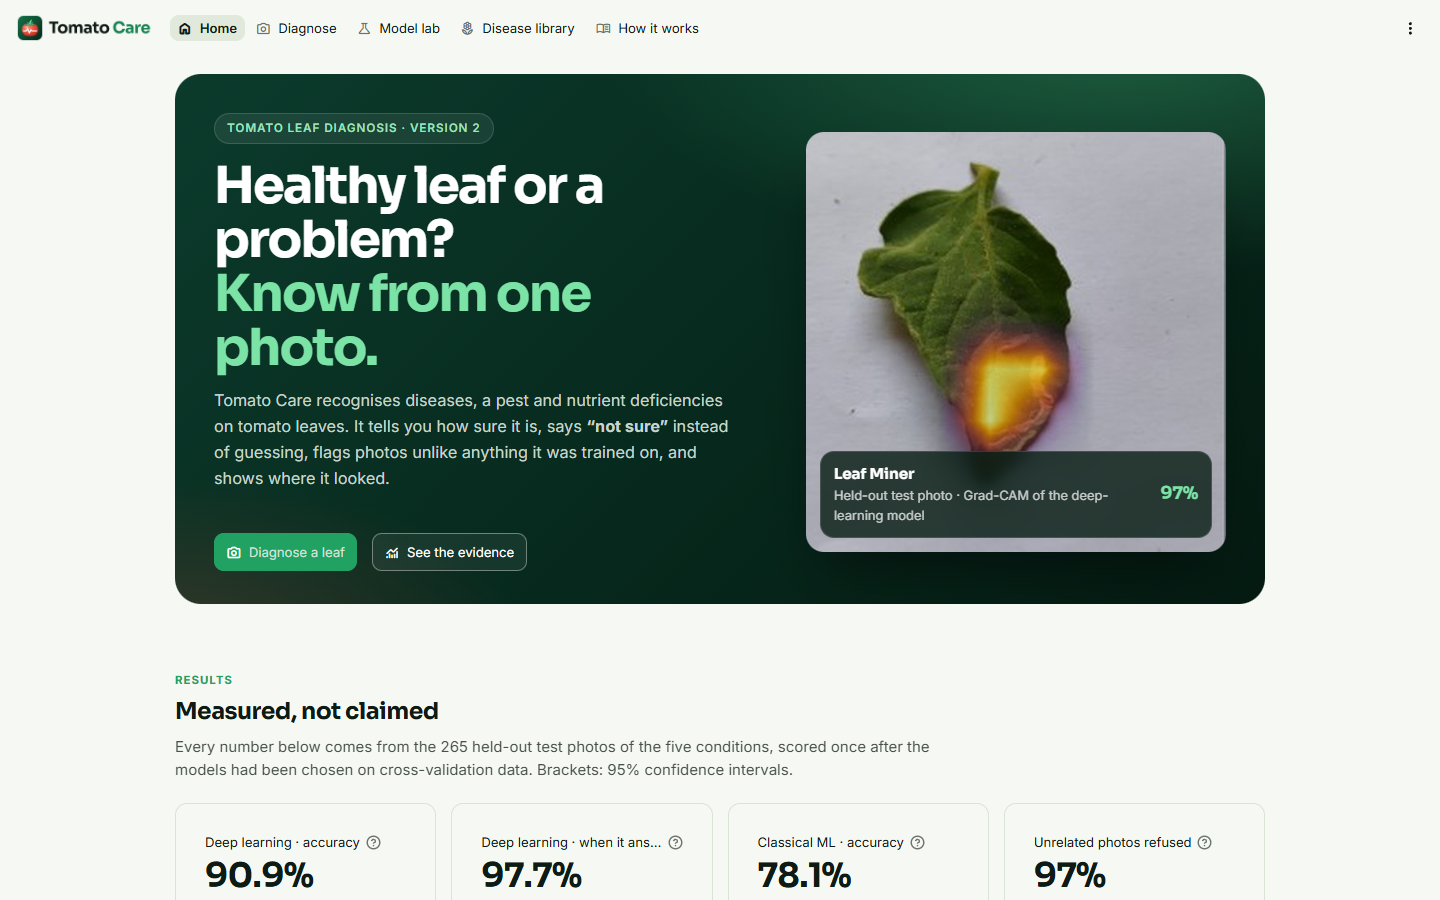 Tomato Care
Home
Diagnose
Model lab
Disease library
How it works
TOMATO LEAF DIAGNOSIS · VERSION 2
Healthy leaf or a
problem?
Know from one
photo.
Tomato Care recognises diseases, a pest and nutrient deficiencies
on tomato leaves. It tells you how sure it is, says “not sure” instead
of guessing, flags photos unlike anything it was trained on, and
shows where it looked.
Diagnose a leaf
See the evidence
Leaf Miner
Held-out test photo · Grad-CAM of the deep-
learning model
97%
RESULTS
Measured, not claimed
Every number below comes from the 265 held-out test photos of the five conditions, scored once after the
models had been chosen on cross-validation data. Brackets: 95% confidence intervals.
Deep learning · accuracy
90.9%
Deep learning · when it ans...
97.7%
Classical ML · accuracy
78.1%
Unrelated photos refused
97%